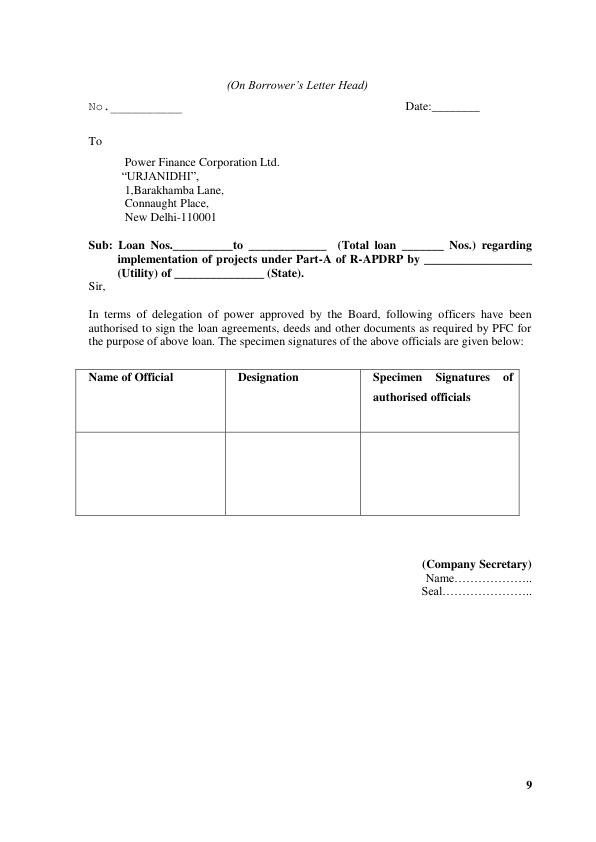 (On Borrower’s Letter Head)
No.__________ Date:________
To
Power Finance Corporation Ltd.
“URJANIDHI”,
1,Barakhamba Lane,
Connaught Place,
New Delhi-110001
Sub: Loan Nos.__________to _____________ (Total loan _______ Nos.) regarding
implementation of projects under Part-A of R-APDRP by __________________
(Utility) of _______________ (State).
Sir,
In terms of delegation of power approved by the Board, following officers have been
authorised to sign the loan agreements, deeds and other documents as required by PFC for
the purpose of above loan. The specimen signatures of the above officials are given below:
Name of Official Designation Specimen Signatures of
authorised officials
(Company Secretary)
Name………………..
Seal…………………..
9